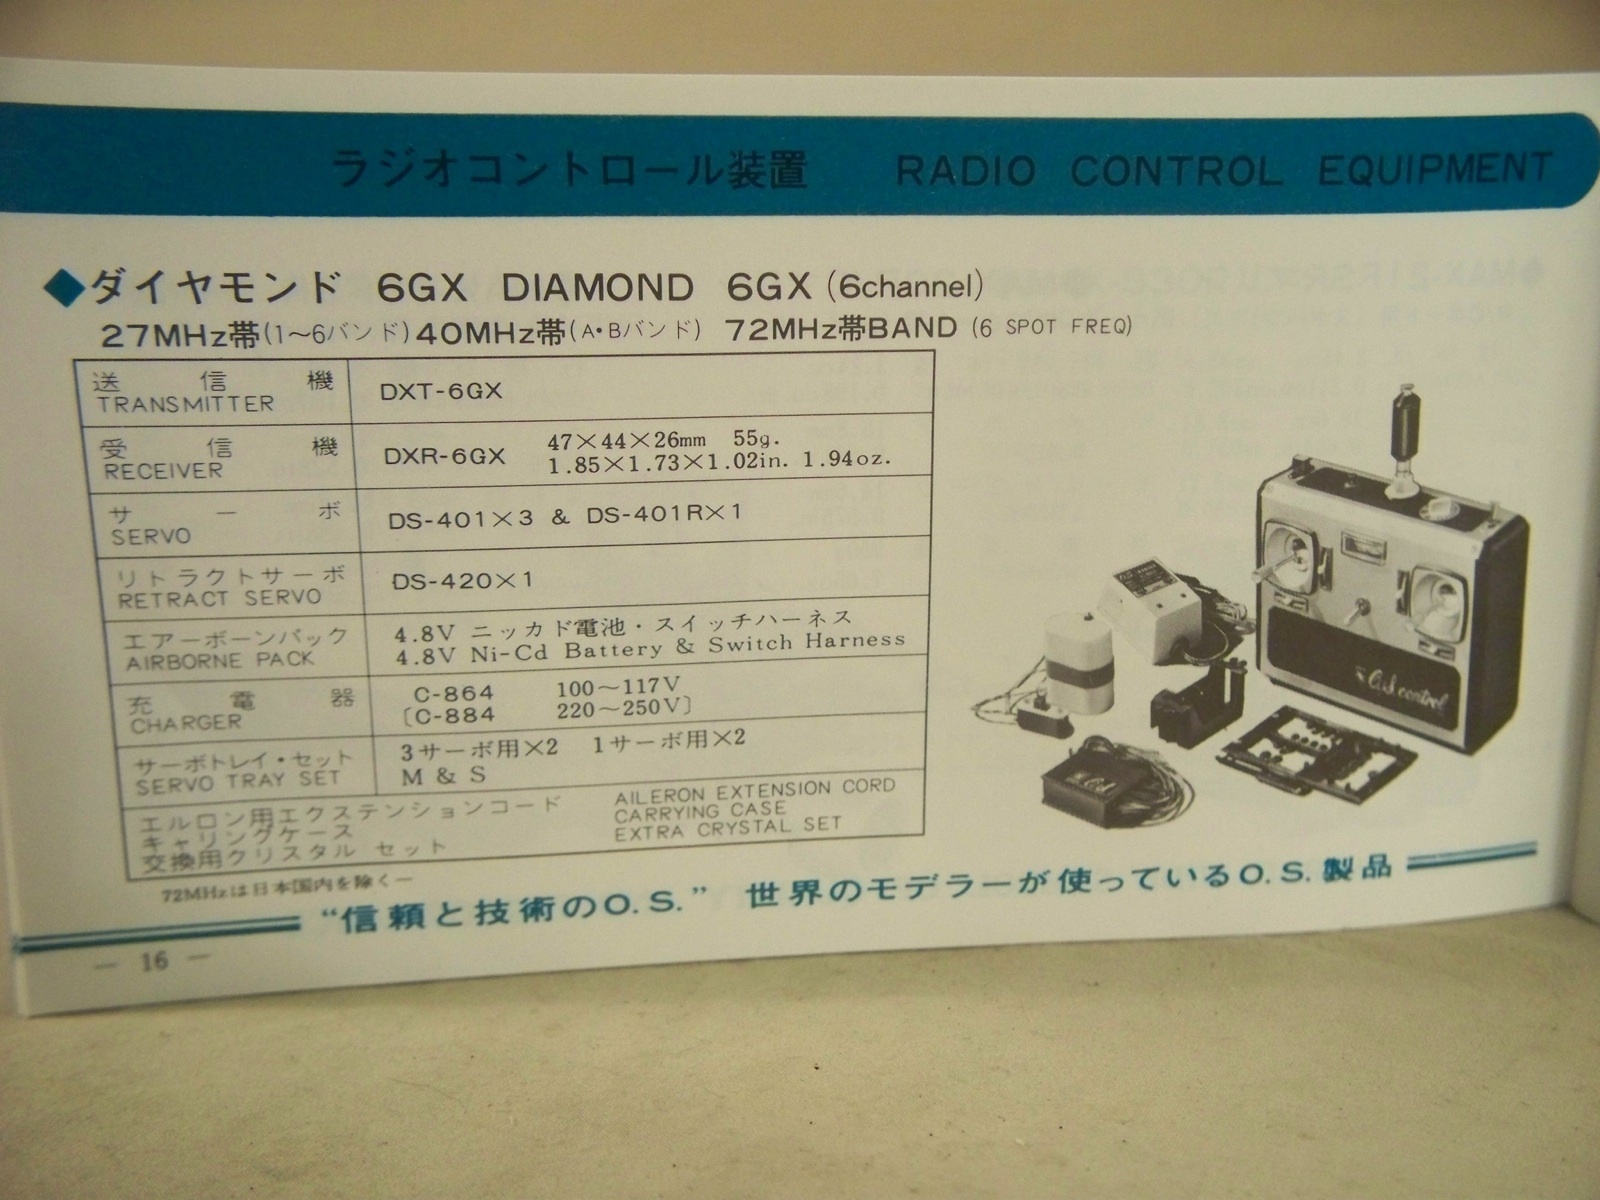 ラジオコントロール装置 RADIO CONTROL EQUIPMENT
◆ダイヤモンド 6GX DIAMOND 6GX (6channel)
27MHz帯(1〜6バンド)40MHz帯(A・Bバンド) 72MHz帯BAND (6 SPOT FREQ)
送信機
TRANSMITTER
DXT-6GX
受信機
RECEIVER
DXR-6GX
47×44×26mm 55g.
1.85×1.73×1.02in. 1.94oz.
サーボ
SERVO
DS-401×3 & DS-401R×1
リトラクトサーボ
RETRACT SERVO
DS-420×1
エアーボーンパック
AIRBORNE PACK
4.8V ニッカド電池・スイッチハーネス
4.8V Ni-Cd Battery & Switch Harness
充電器
CHARGER
C-864 100〜117V
〔C-884 220〜250V〕
サーボトレイ・セット
SERVO TRAY SET
3サーボ用×2 1サーボ用×2
M & S
エルロン用エクステンションコード
キャリングケース
交換用クリスタル セット
AILERON EXTENSION CORD
CARRYING CASE
EXTRA CRYSTAL SET
72MHzは日本国内を除く—
“信頼と技術のO.S.” 世界のモデラーが使っているO.S.製品
— 16 —
O.S. control